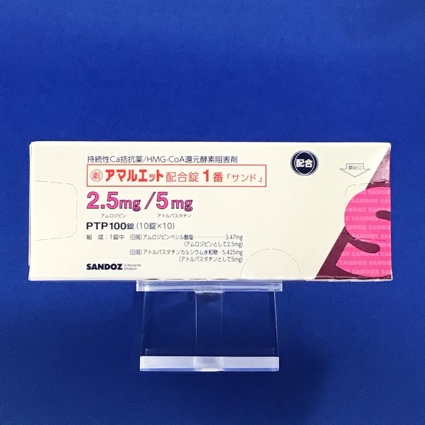 持続性Ca拮抗薬/HMG-CoA還元酵素阻害剤
配合
劇 アマルエット配合錠1番「サンド」
2.5mg/5mg
アムロジピン アトルバスタチン
PTP100錠(10錠×10)
組成:1錠中 (日局)アムロジピンベシル酸塩 3.47mg
(アムロジピンとして2.5mg)
(日局)アトルバスタチンカルシウム水和物 5.425mg
(アトルバスタチンとして5mg)
SANDOZ A Novartis Division
SANDOZ SANDOZ